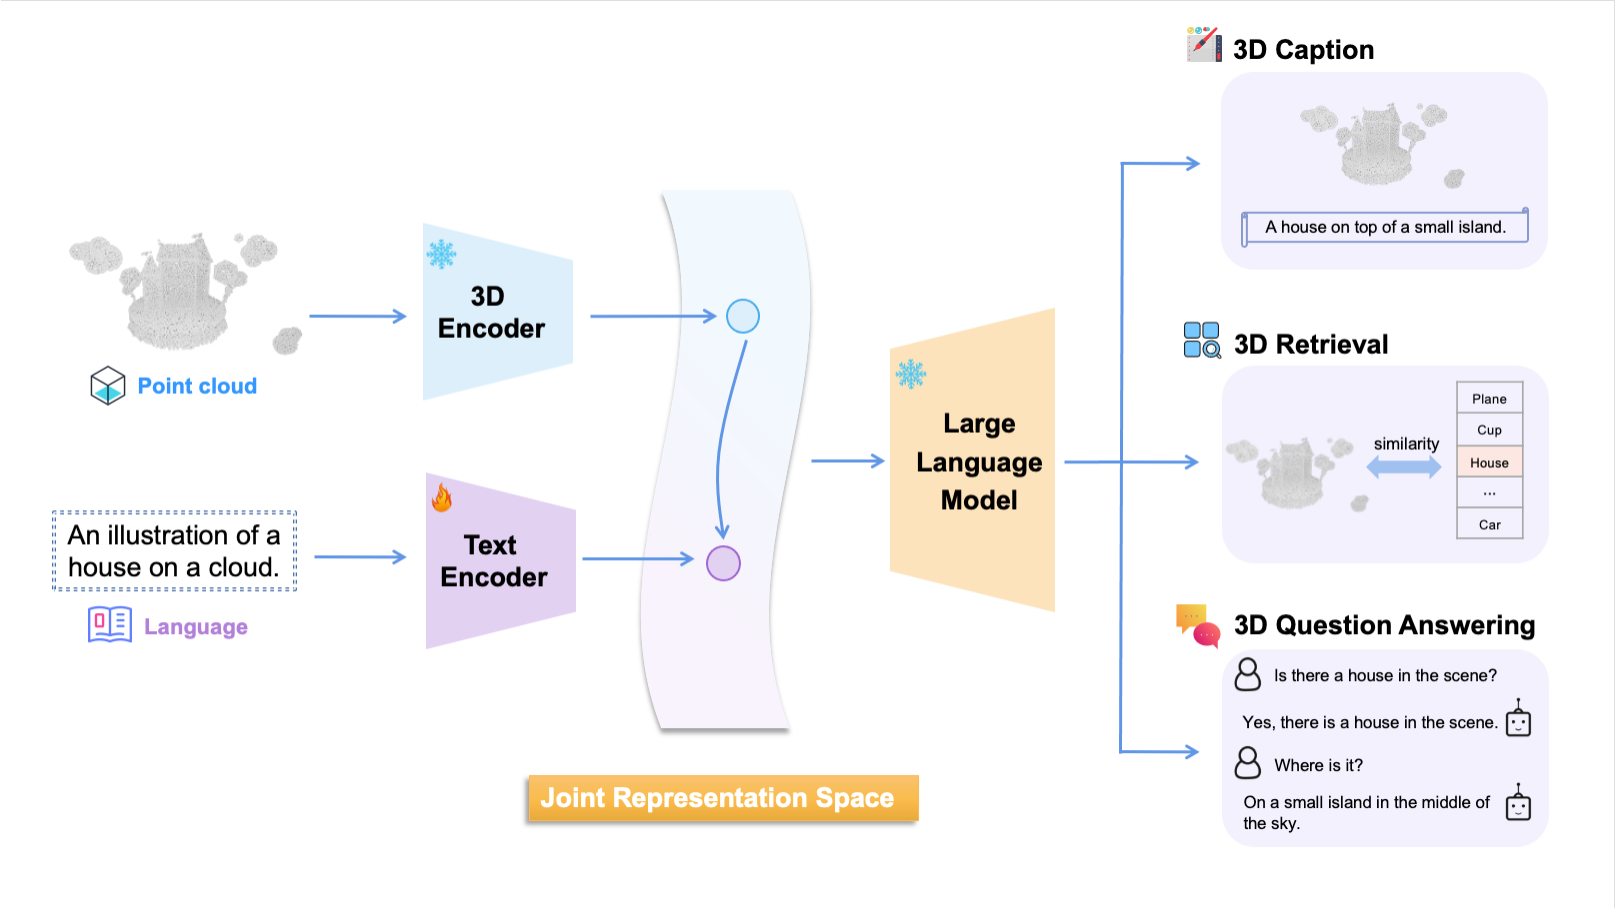 Point cloud
An illustration of a
house on a cloud.
Language
3D
Encoder
Text
Encoder
Joint Representation Space
Large
Language
Model
3D Caption
A house on top of a small island.
3D Retrieval
similarity
Plane
Cup
House
...
Car
3D Question Answering
Is there a house in the scene?
Yes, there is a house in the scene.
Where is it?
On a small island in the middle of
the sky.